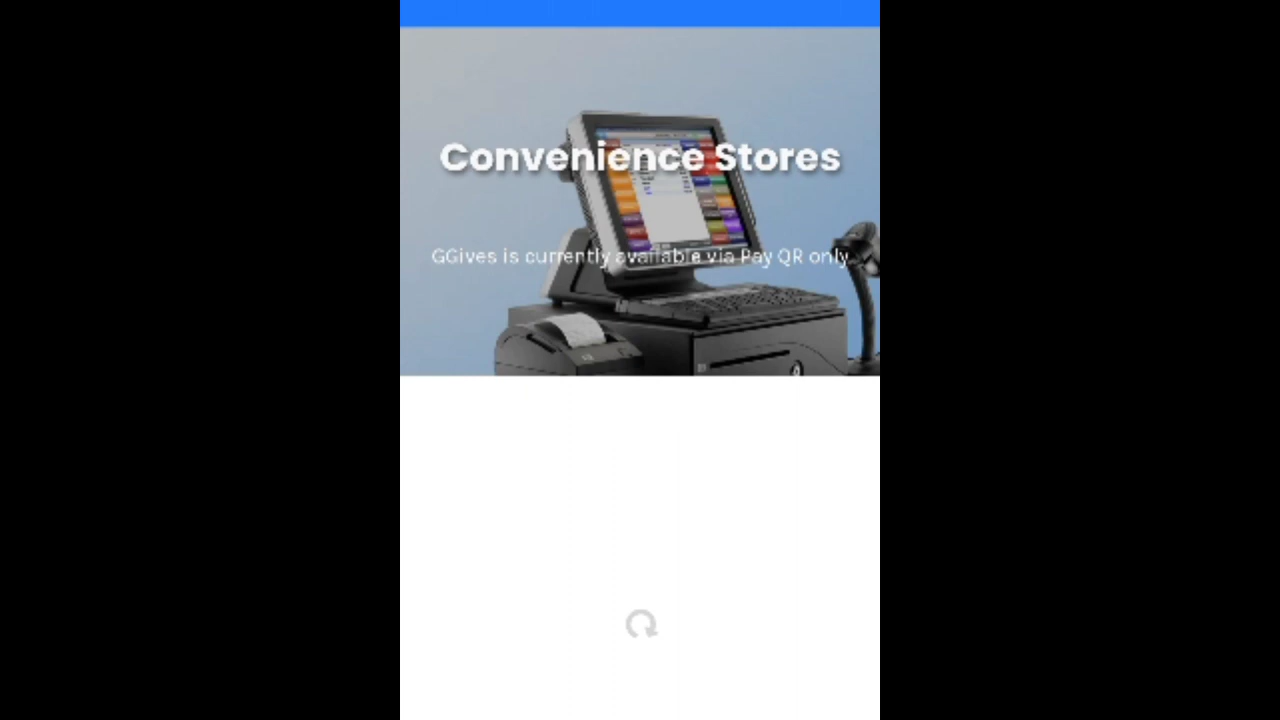 Convenience Stores
GGives is currently available via Pay QR only